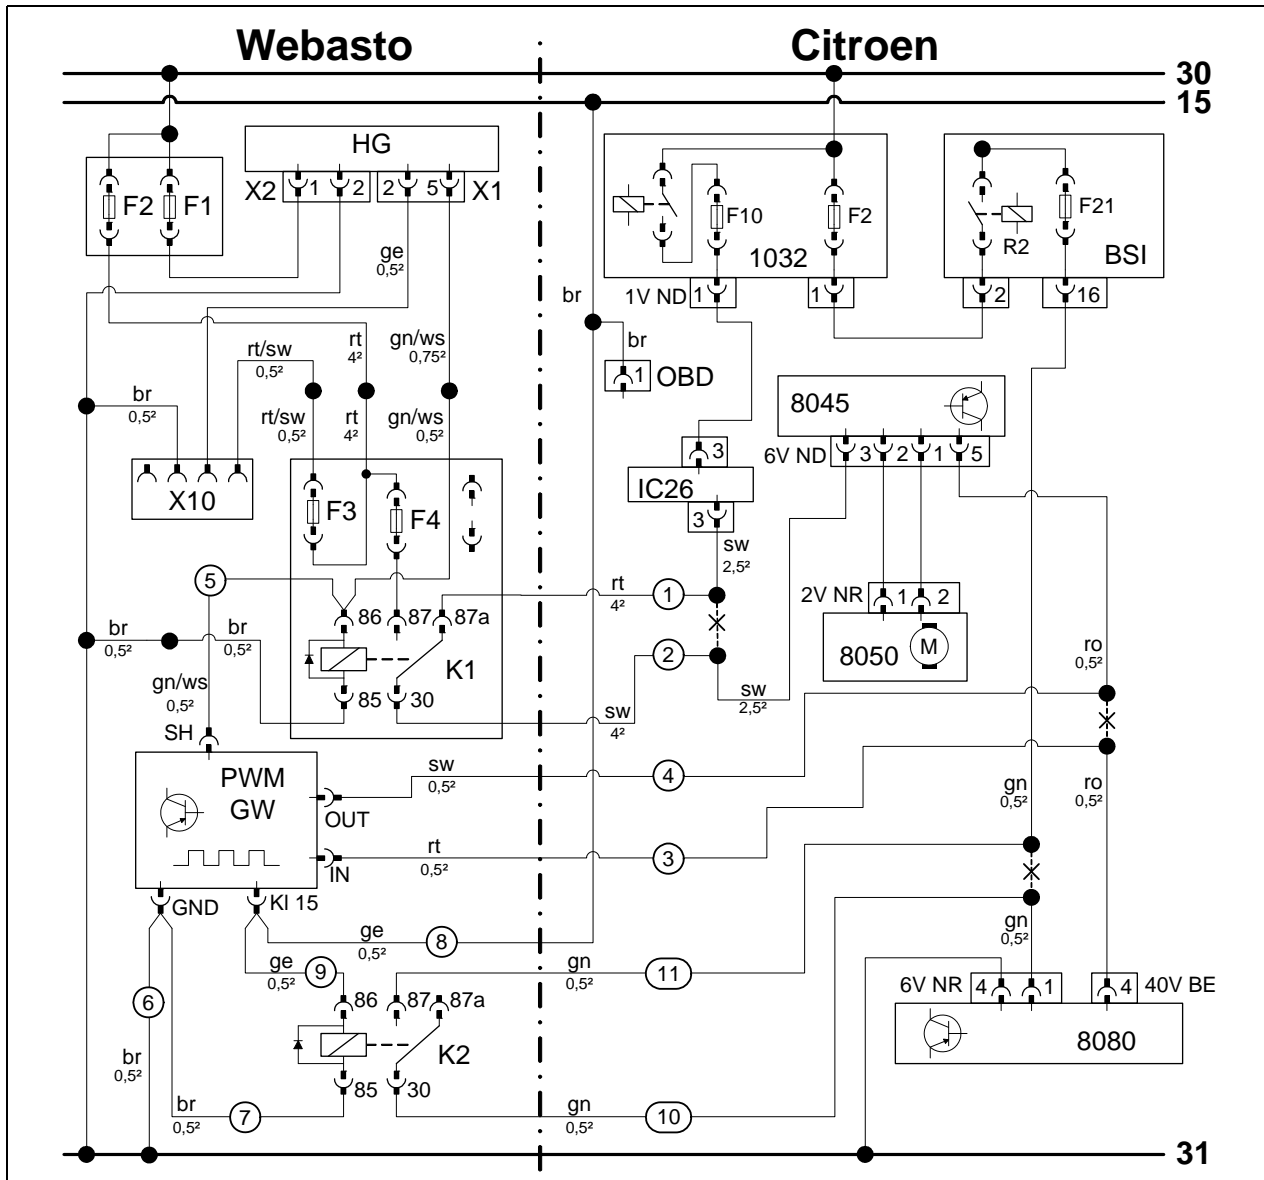 Webasto
Citroen
30
15
HG
F2
F1
X2
1
2
2
5
X1
F10
F2
1032
R2
F21
BSI
ge
0,5²
1V ND
1
1
2
16
br
rt
4²
gn/ws
0,75²
br
rt/sw
0,5²
1
OBD
br
0,5²
rt/sw
0,5²
rt
4²
gn/ws
0,5²
8045
3
6V ND
3
2
1
5
X10
IC26
F3
F4
3
sw
2,5²
5
rt
4²
1
2V NR
1
2
86
87
87a
br
0,5²
br
0,5²
2
8050
M
ro
0,5²
K1
gn/ws
0,5²
85
30
sw
4²
sw
2,5²
SH
PWM
GW
sw
0,5²
4
OUT
gn
0,5²
ro
0,5²
rt
0,5²
3
IN
GND
Kl 15
ge
0,5²
8
gn
0,5²
ge
0,5²
9
gn
0,5²
11
6V NR
4
1
4
40V BE
6
86
87
87a
8080
K2
br
0,5²
85
30
br
0,5²
7
gn
0,5²
10
31